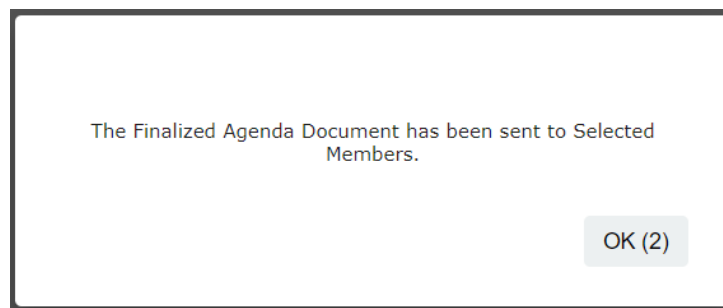 The Finalized Agenda Document has been sent to Selected
Members.
OK (2)